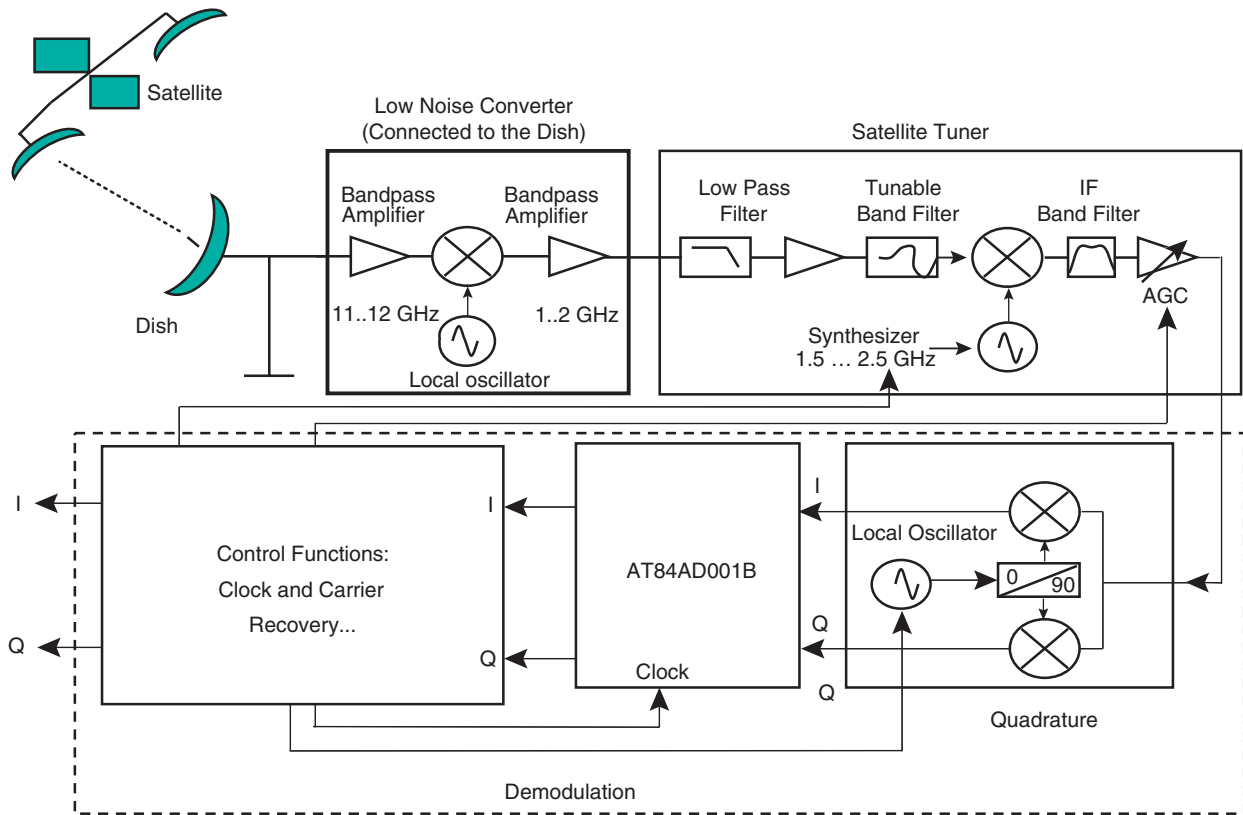 Satellite
Dish
Low Noise Converter
(Connected to the Dish)
Bandpass
Amplifier
Bandpass
Amplifier
11..12 GHz
1..2 GHz
Local oscillator
Satellite Tuner
Low Pass
Filter
Tunable
Band Filter
IF
Band Filter
AGC
Synthesizer
1.5 ... 2.5 GHz
I
Q
Control Functions:
Clock and Carrier
Recovery...
I
Q
AT84AD001B
Clock
I
Q
Q
Local Oscillator
0
90
Quadrature
Demodulation